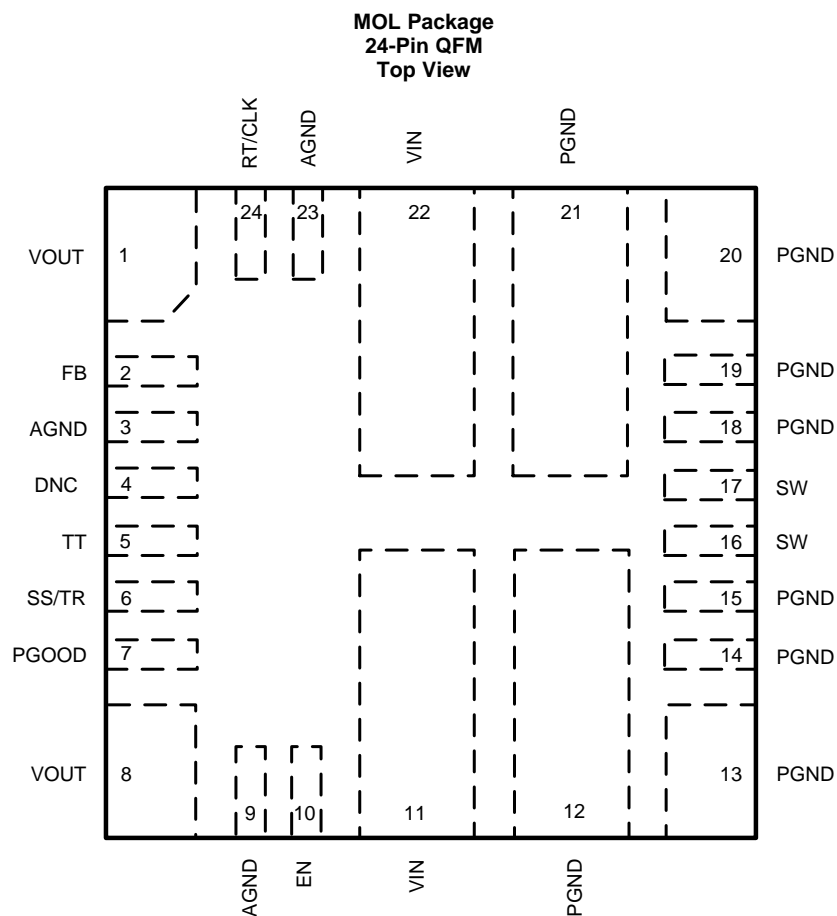 MOL Package
24-Pin QFM
Top View
RT/CLK
AGND
VIN
PGND
24
23
22
21
VOUT 1
20 PGND
FB 2
19 PGND
AGND 3
18 PGND
DNC 4
17 SW
TT 5
16 SW
SS/TR 6
15 PGND
PGOOD 7
14 PGND
VOUT 8
13 PGND
9
10
11
12
AGND
EN
VIN
PGND